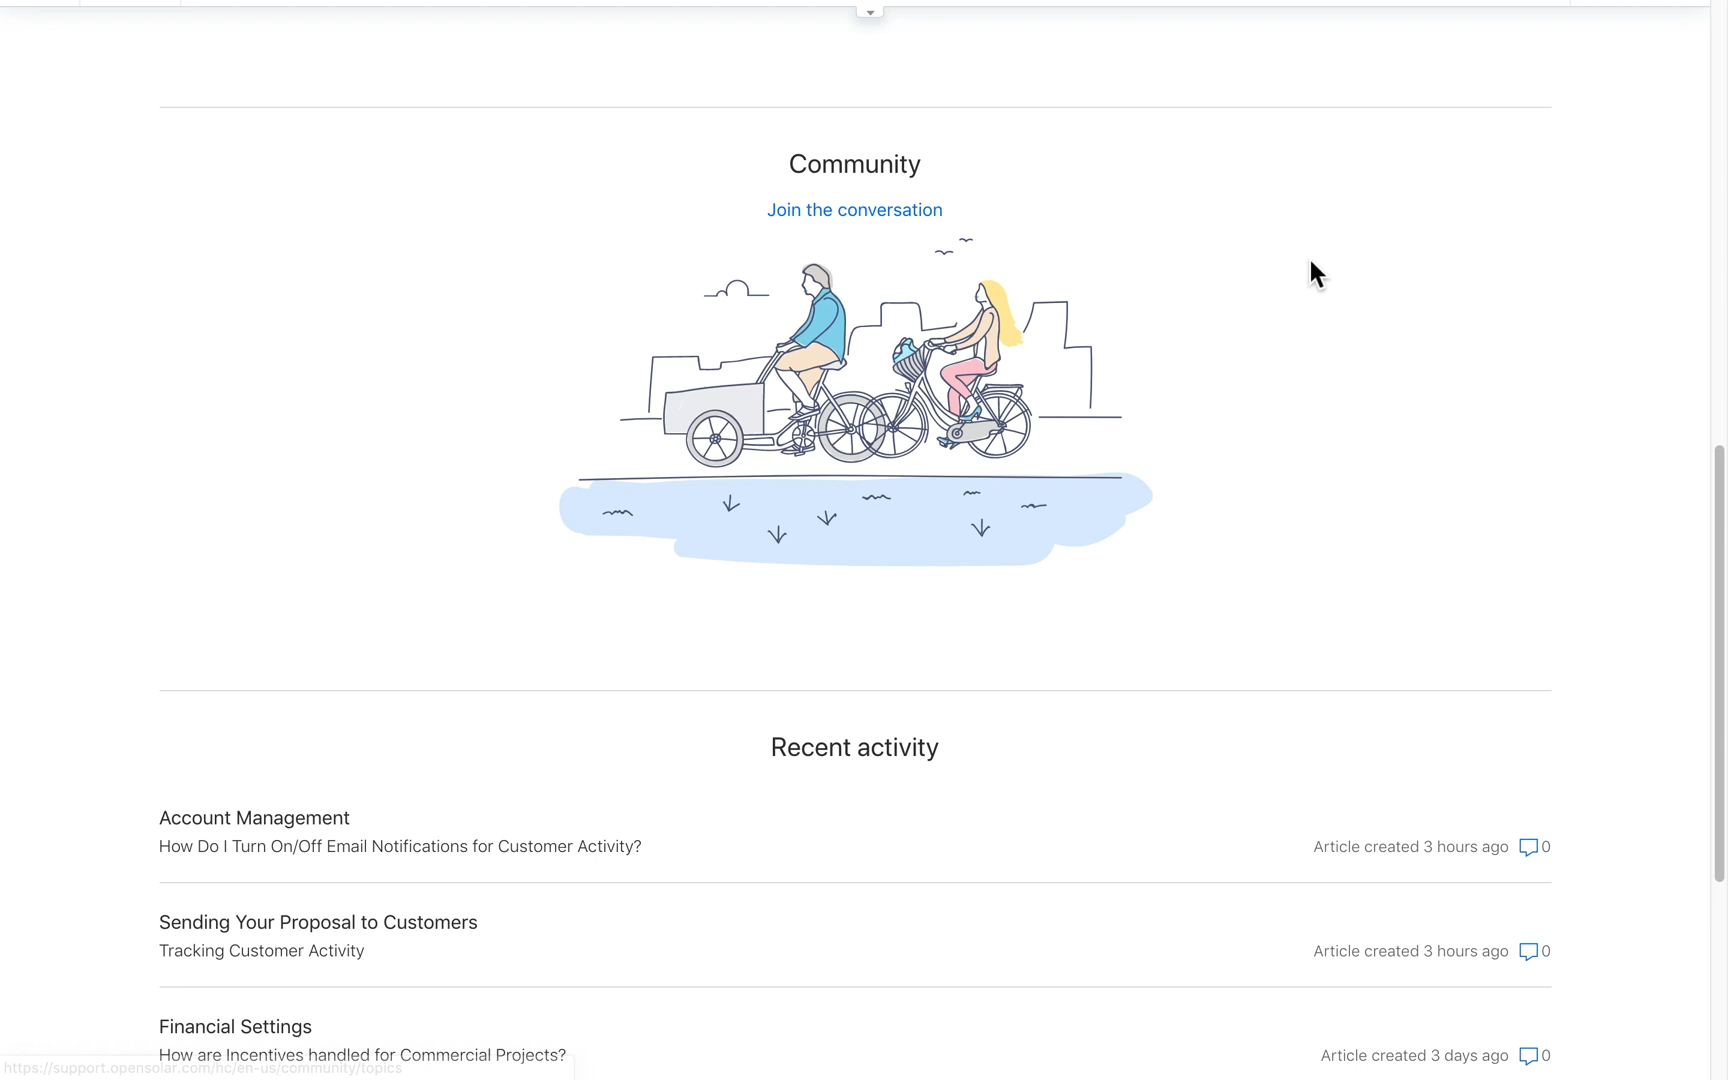 Community
Join the conversation
Recent activity
Account Management
How Do I Turn On/Off Email Notifications for Customer Activity?
Article created 3 hours ago 0
Sending Your Proposal to Customers
Tracking Customer Activity
Article created 3 hours ago 0
Financial Settings
How are Incentives handled for Commercial Projects?
Article created 3 days ago 0
https://support.opensolar.com/hc/en-us/community/topics